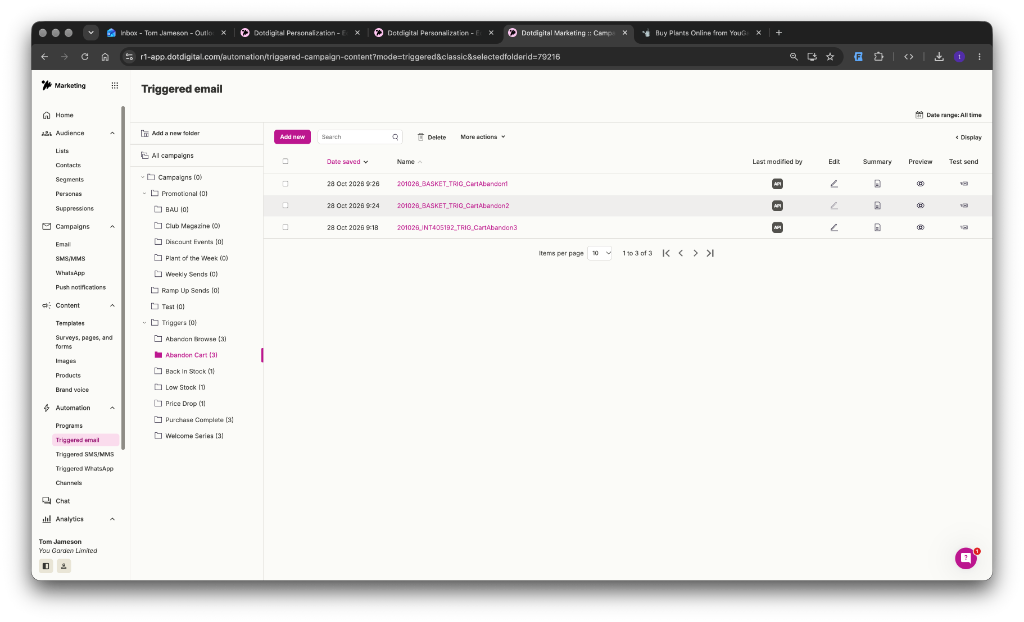 Inbox - Tom Jameson - Outlo
Dotdigital Personalization - E
Dotdigital Personalization - E
Dotdigital Marketing :: Camp
Buy Plants Online from YouG
r1-app.dotdigital.com/automation/triggered-campaign-content?mode=triggered&classic&selectedfolderid=79216
1
Marketing
Home
Audience
Lists
Contacts
Segments
Personas
Suppressions
Campaigns
Email
SMS/MMS
WhatsApp
Push notifications
Content
Templates
Surveys, pages, and
forms
Images
Products
Brand voice
Automation
Programs
Triggered email
Triggered SMS/MMS
Triggered WhatsApp
Channels
Chat
Analytics
Tom Jameson
You Garden Limited
Triggered email
Date range: All time
Add a new folder
All campaigns
Campaigns (0)
Promotional (0)
BAU (0)
Club Magazine (0)
Discount Events (0)
Plant of the Week (0)
Weekly Sends (0)
Ramp Up Sends (0)
Test (0)
Triggers (0)
Abandon Browse (3)
Abandon Cart (3)
Back In Stock (1)
Low Stock (1)
Price Drop (1)
Purchase Complete (3)
Welcome Series (3)
Add new
Search
Delete
More actions
Display
Date saved
Name
Last modified by
Edit
Summary
Preview
Test send
28 Oct 2026 9:26 201026_BASKET_TRIG_CartAbandon1 API
28 Oct 2026 9:24 201026_BASKET_TRIG_CartAbandon2 API
28 Oct 2026 9:18 201026_INT405192_TRIG_CartAbandon3 API
Items per page 10 1 to 3 of 3
1